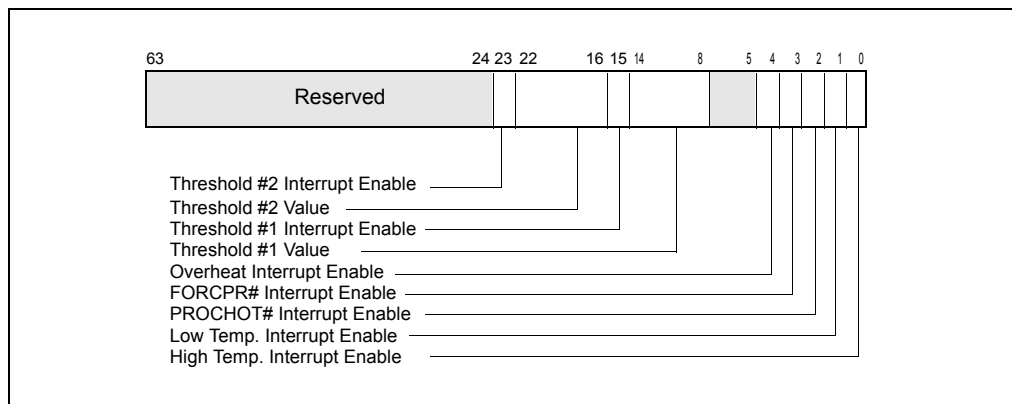 63 24 23 22 16 15 14 8 5 4 3 2 1 0
Reserved
Threshold #2 Interrupt Enable
Threshold #2 Value
Threshold #1 Interrupt Enable
Threshold #1 Value
Overheat Interrupt Enable
FORCPR# Interrupt Enable
PROCHOT# Interrupt Enable
Low Temp. Interrupt Enable
High Temp. Interrupt Enable